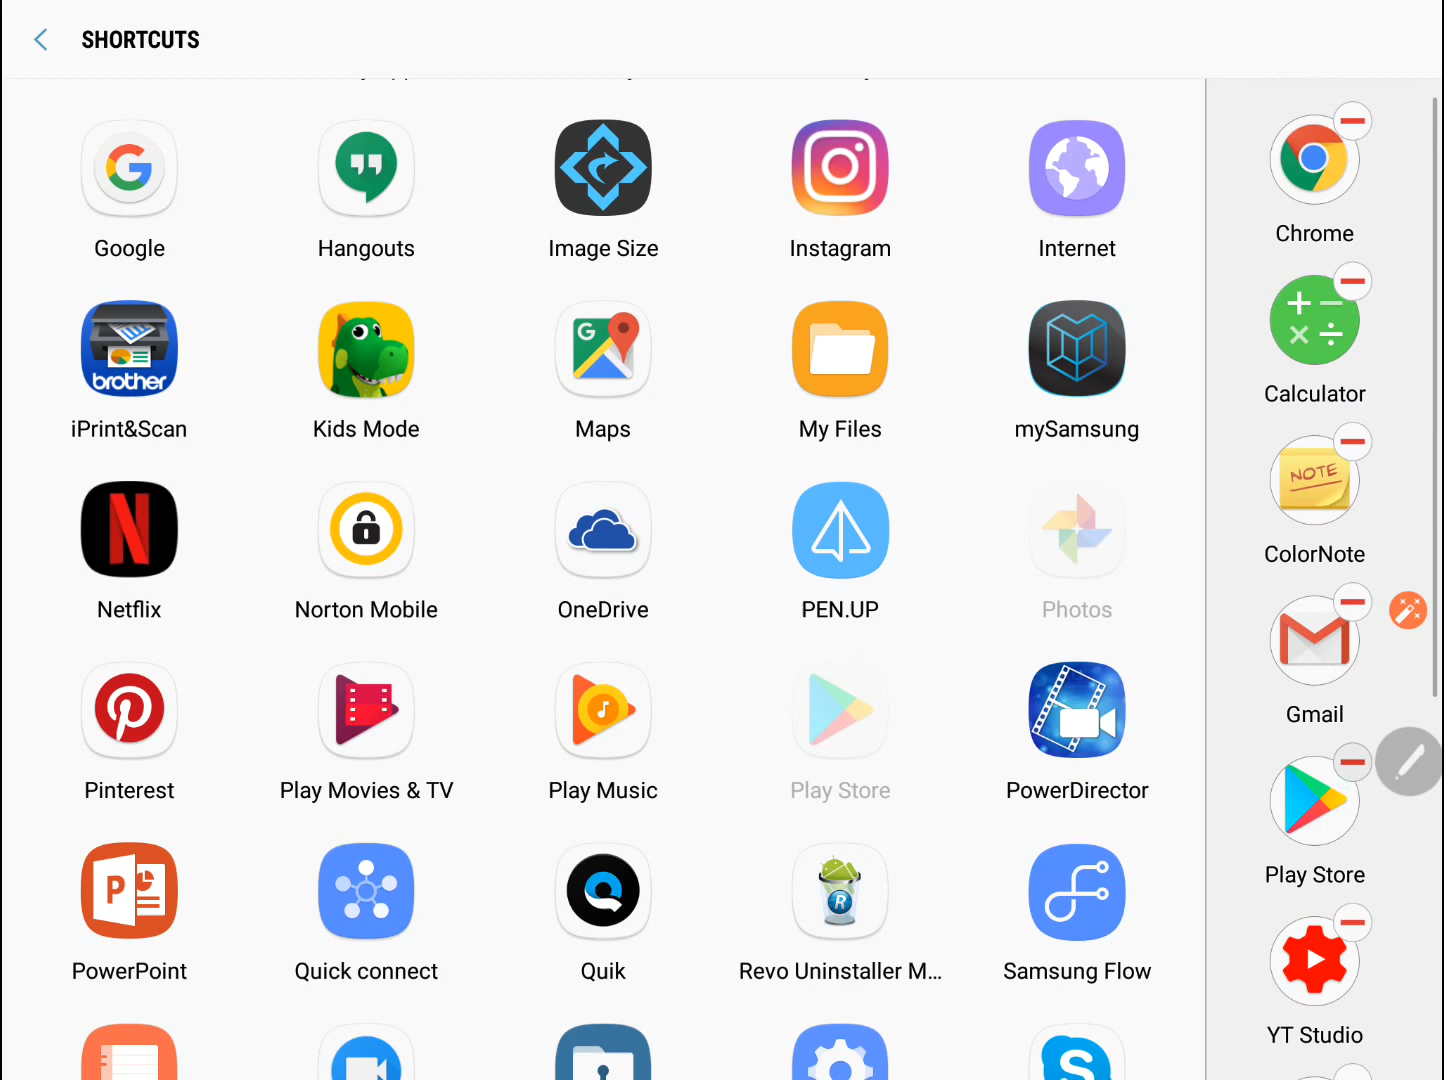 SHORTCUTS
Google
Hangouts
Image Size
Instagram
Internet
brother
iPrint&Scan
Kids Mode
G
Maps
My Files
mySamsung
N
Netflix
Norton Mobile
OneDrive
PEN.UP
Photos
Pinterest
Play Movies & TV
Play Music
Play Store
PowerDirector
P
PowerPoint
Quick connect
Quik
R
Revo Uninstaller M...
Samsung Flow
S
Chrome
Calculator
NOTE
ColorNote
Gmail
Play Store
YT Studio